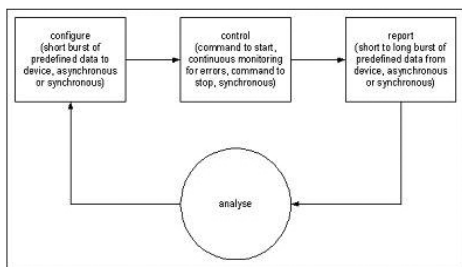 configure
(short burst of
predefined data to
device, asynchronous
or synchronous)
control
(command to start,
continuous monitoring
for errors, command to
stop, synchronous)
report
(short to long burst of
predefined data from
device, asynchronous
or synchronous)
analyse